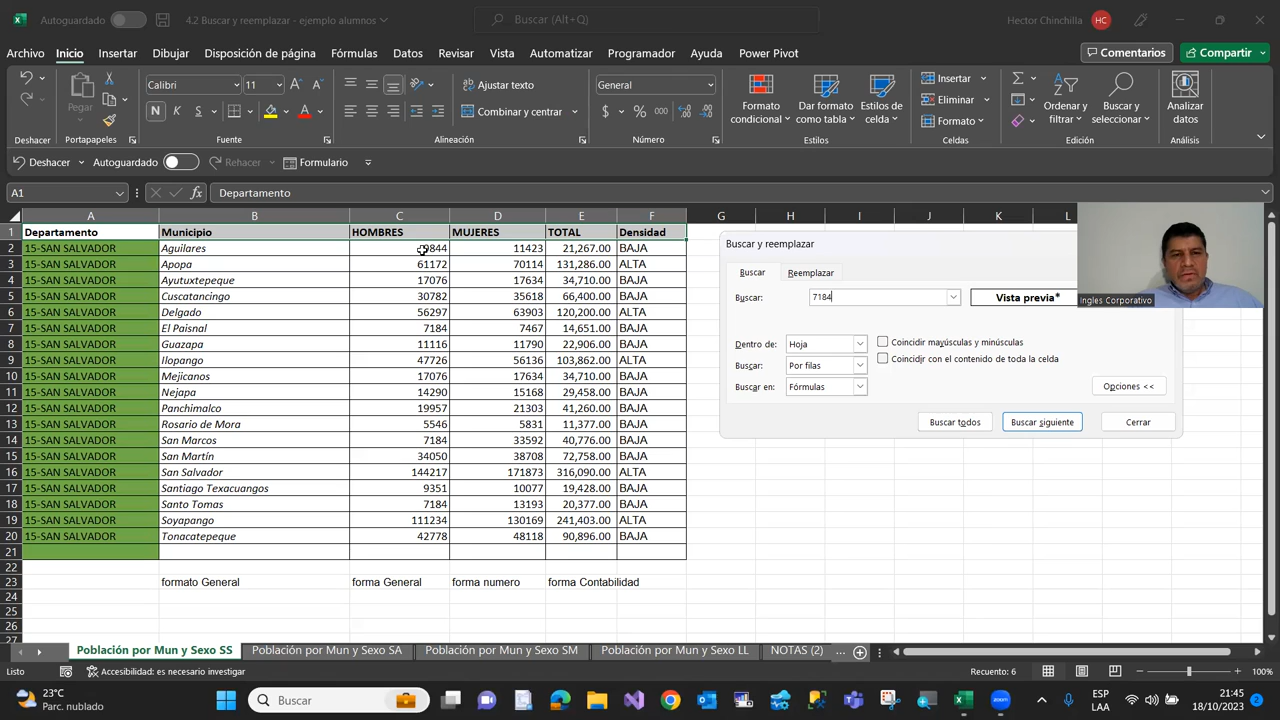 Autoguardado 4.2 Buscar y reemplazar - ejemplo alumnos Buscar (Alt+Q) Hector Chinchilla HC
Archivo Inicio Insertar Dibujar Disposición de página Fórmulas Datos Revisar Vista Automatizar Programador Ayuda Power Pivot Comentarios Compartir
Pegar Calibri 11 Ajustar texto General Formato condicional Dar formato como tabla Estilos de celda Insertar Ordenar y filtrar Buscar y seleccionar Analizar datos
N K S Combinar y centrar $ % 000 Eliminar
Formato
Deshacer Portapapeles Fuente Alineación Número Estilos Celdas Edición Análisis
Deshacer Autoguardado Rehacer Formulario
A1 fx Departamento
A B C D E F G H I J K L
1 Departamento Municipio HOMBRES MUJERES TOTAL Densidad
2 15-SAN SALVADOR Aguilares 9844 11423 21,267.00 BAJA
3 15-SAN SALVADOR Apopa 61172 70114 131,286.00 ALTA
4 15-SAN SALVADOR Ayutuxtepeque 17076 17634 34,710.00 BAJA
5 15-SAN SALVADOR Cuscatancingo 30782 35618 66,400.00 BAJA
6 15-SAN SALVADOR Delgado 56297 63903 120,200.00 ALTA
7 15-SAN SALVADOR El Paisnal 7184 7467 14,651.00 BAJA
8 15-SAN SALVADOR Guazapa 11116 11790 22,906.00 BAJA
9 15-SAN SALVADOR Ilopango 47726 56136 103,862.00 ALTA
10 15-SAN SALVADOR Mejicanos 17076 17634 34,710.00 BAJA
11 15-SAN SALVADOR Nejapa 14290 15168 29,458.00 BAJA
12 15-SAN SALVADOR Panchimalco 19957 21303 41,260.00 BAJA
13 15-SAN SALVADOR Rosario de Mora 5546 5831 11,377.00 BAJA
14 15-SAN SALVADOR San Marcos 7184 33592 40,776.00 BAJA
15 15-SAN SALVADOR San Martín 34050 38708 72,758.00 BAJA
16 15-SAN SALVADOR San Salvador 144217 171873 316,090.00 ALTA
17 15-SAN SALVADOR Santiago Texacuangos 9351 10077 19,428.00 BAJA
18 15-SAN SALVADOR Santo Tomas 7184 13193 20,377.00 BAJA
19 15-SAN SALVADOR Soyapango 111234 130169 241,403.00 ALTA
20 15-SAN SALVADOR Tonacatepeque 42778 48118 90,896.00 BAJA
21
22
23 formato General forma General forma numero forma Contabilidad
24
25
26
27
Buscar y reemplazar
Buscar Reemplazar
Buscar: 7184 Vista previa*
Ingles Corporativo
Dentro de: Hoja Coincidir mayúsculas y minúsculas
Buscar: Por filas Coincidir con el contenido de toda la celda
Buscar en: Fórmulas Opciones <<
Buscar todos Buscar siguiente Cerrar
Población por Mun y Sexo SS Población por Mun y Sexo SA Población por Mun y Sexo SM Población por Mun y Sexo LL NOTAS (2) ...
Listo Accesibilidad: es necesario investigar Recuento: 6 100%
23°C
Parc. nublado
Buscar
ESP
LAA
21:45
18/10/2023
2